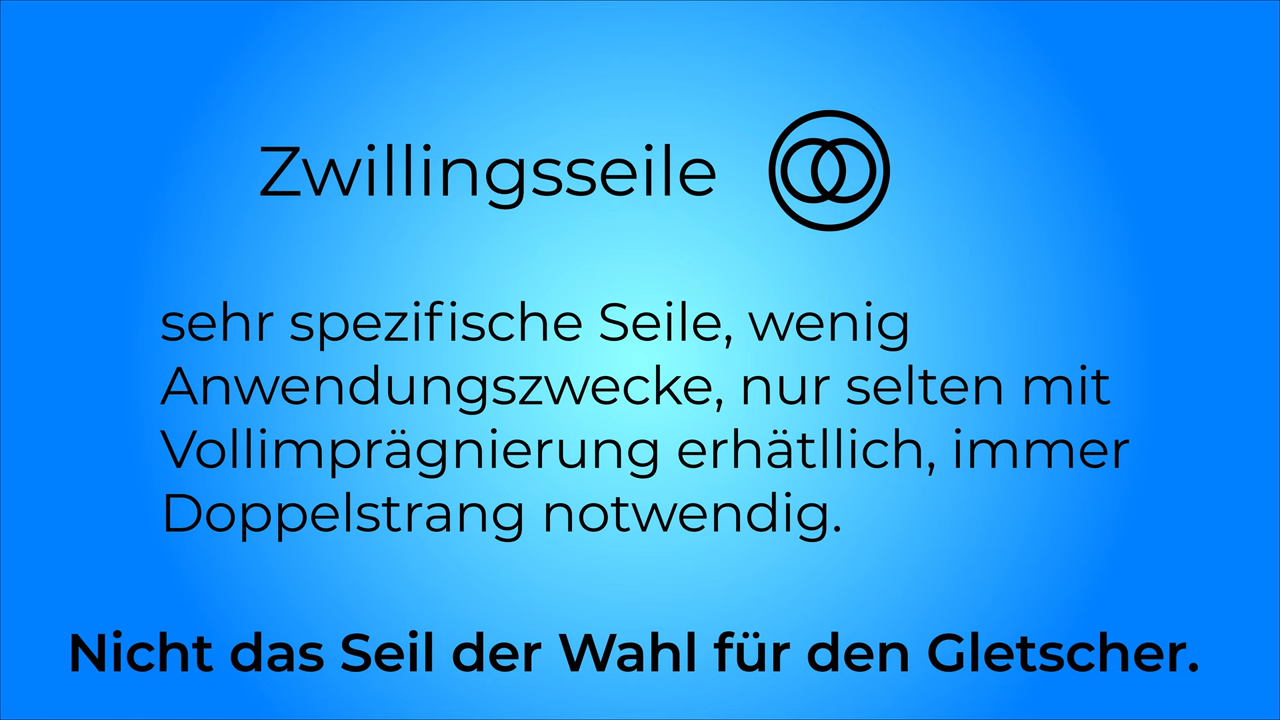 Zwillingsseile
sehr spezifische Seile, wenig
Anwendungszwecke, nur selten mit
Vollimprägnierung erhätllich, immer
Doppelstrang notwendig.
Nicht das Seil der Wahl für den Gletscher.